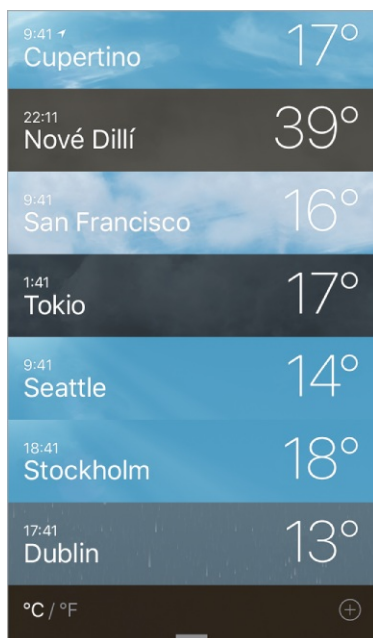 9:41
Cupertino
17°
22:11
Nové Dillí
39°
9:41
San Francisco
16°
1:41
Tokio
17°
9:41
Seattle
14°
18:41
Stockholm
18°
17:41
Dublin
13°
°C / °F